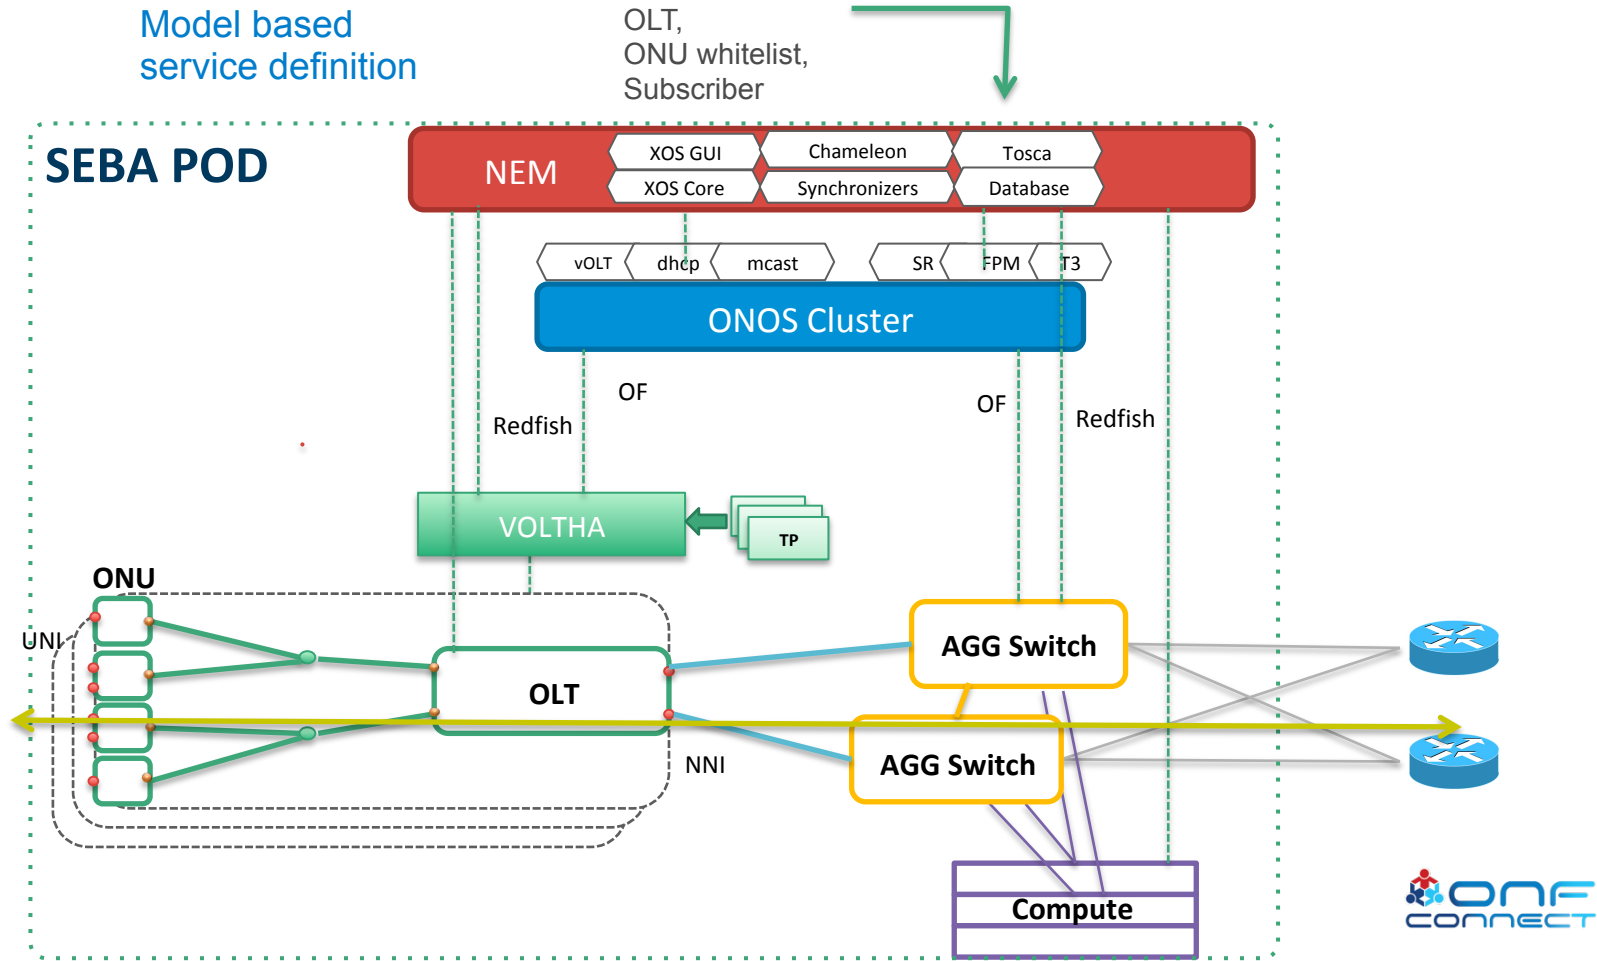 Model based
service definition
OLT,
ONU whitelist,
Subscriber
SEBA POD
NEM
XOS GUI
Chameleon
Tosca
XOS Core
Synchronizers
Database
vOLT
dhcp
mcast
SR
FPM
T3
ONOS Cluster
OF
OF
Redfish
Redfish
VOLTHA
TP
ONU
UNI
OLT
AGG Switch
NNI
AGG Switch
Compute
ONF
CONNECT